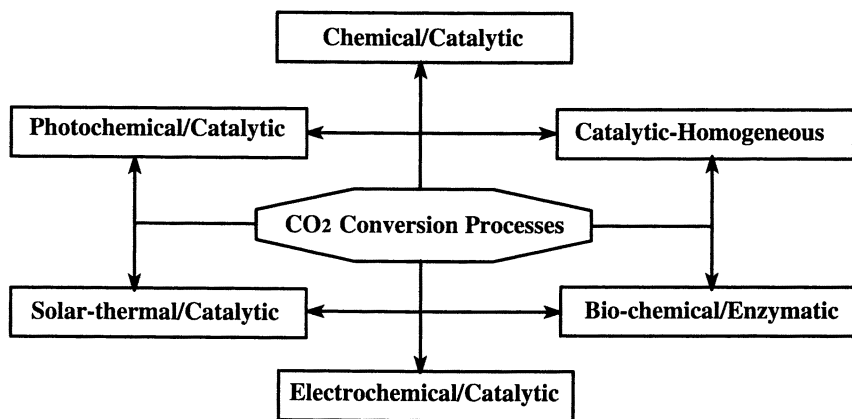 Chemical/Catalytic
Photochemical/Catalytic
Catalytic-Homogeneous
CO2 Conversion Processes
Solar-thermal/Catalytic
Bio-chemical/Enzymatic
Electrochemical/Catalytic